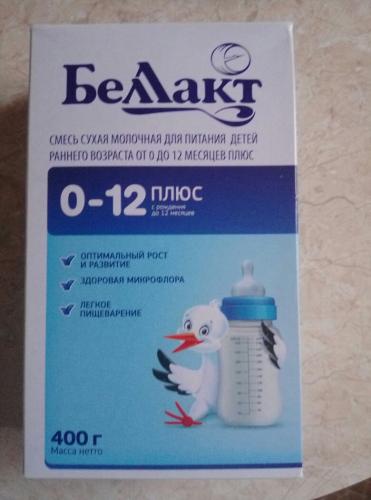 Беллакт
СМЕСЬ СУХАЯ МОЛОЧНАЯ ДЛЯ ПИТАНИЯ ДЕТЕЙ
РАННЕГО ВОЗРАСТА ОТ 0 ДО 12 МЕСЯЦЕВ ПЛЮС
0-12 ПЛЮС
с рождения
до 12 месяцев
ОПТИМАЛЬНЫЙ РОСТ
И РАЗВИТИЕ
ЗДОРОВАЯ МИКРОФЛОРА
ЛЕГКОЕ
ПИЩЕВАРЕНИЕ
400 г
Масса нетто